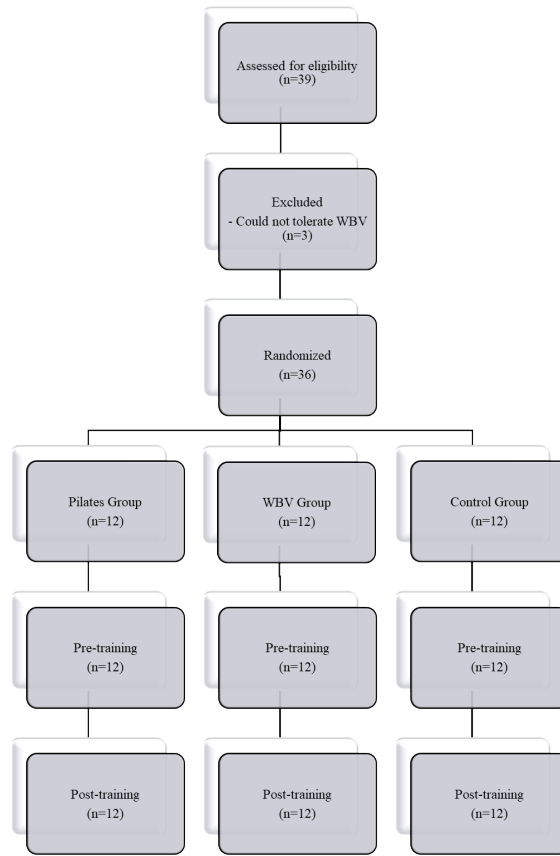 Assessed for eligibility
(n=39)
Excluded
- Could not tolerate WBV
(n=3)
Randomized
(n=36)
Pilates Group
(n=12)
WBV Group
(n=12)
Control Group
(n=12)
Pre-training
(n=12)
Pre-training
(n=12)
Pre-training
(n=12)
Post-training
(n=12)
Post-training
(n=12)
Post-training
(n=12)